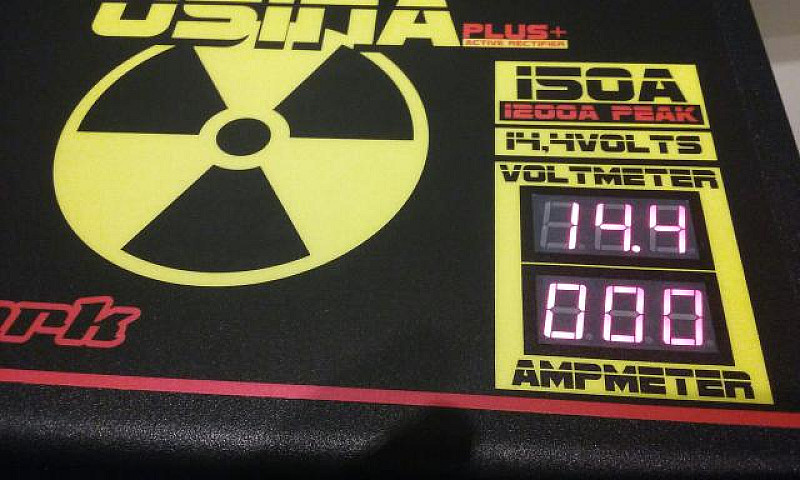 USINA
PLUS+
ACTIVE RECTIFIER
150A
1200A PEAK
14,4VOLTS
VOLTMETER
14.4
000
AMPMETER